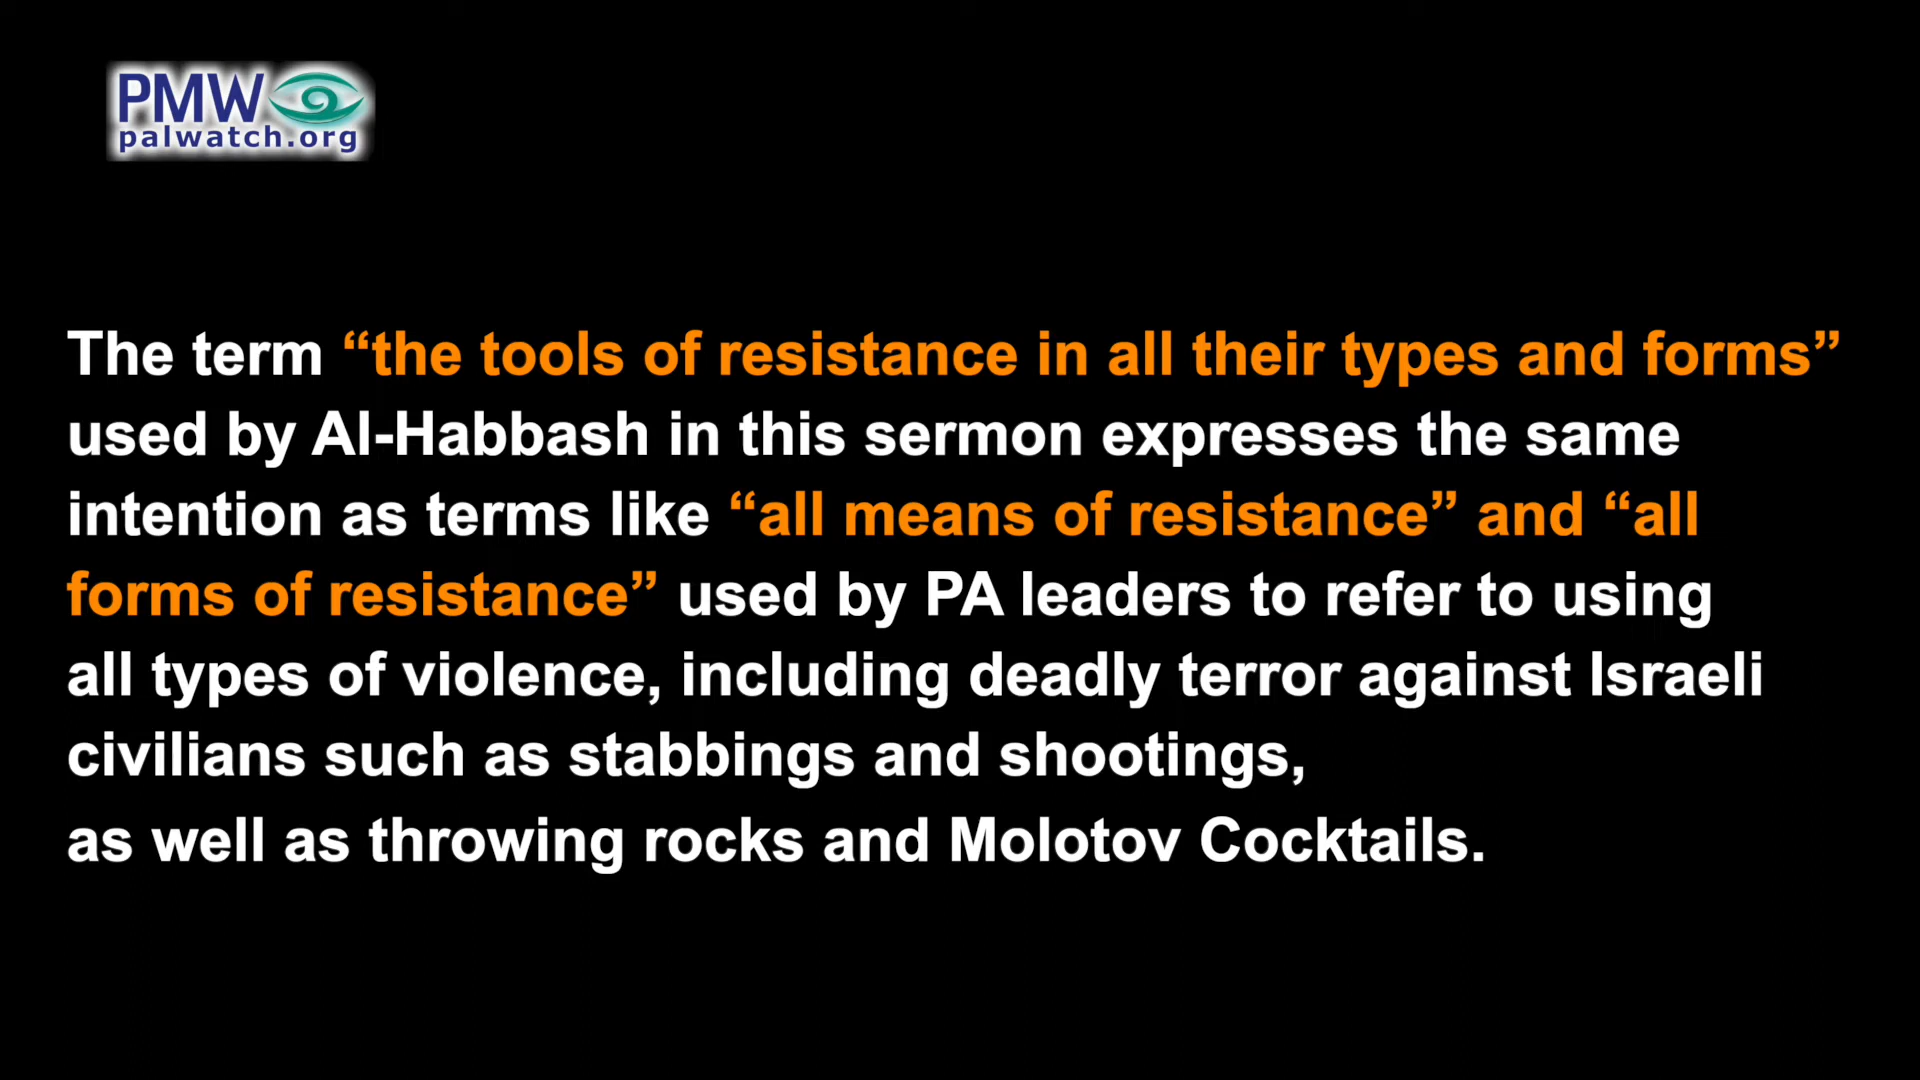 PMW
palwatch.org
The term “the tools of resistance in all their types and forms”
used by Al-Habbash in this sermon expresses the same
intention as terms like “all means of resistance” and “all
forms of resistance” used by PA leaders to refer to using
all types of violence, including deadly terror against Israeli
civilians such as stabbings and shootings,
as well as throwing rocks and Molotov Cocktails.